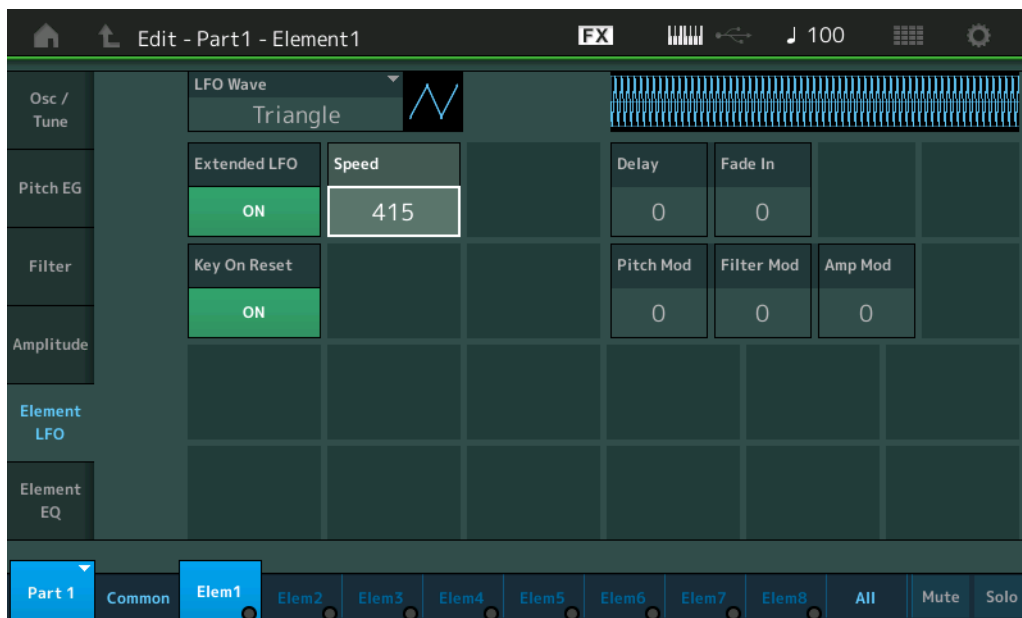 Edit - Part1 - Element1
FX
100
Osc /
Tune
Pitch EG
Filter
Amplitude
Element
LFO
Element
EQ
LFO Wave
Triangle
Extended LFO
ON
Speed
415
Delay
0
Fade In
0
Key On Reset
ON
Pitch Mod
0
Filter Mod
0
Amp Mod
0
Part 1
Common
Elem1
Elem2
Elem3
Elem4
Elem5
Elem6
Elem7
Elem8
All
Mute
Solo